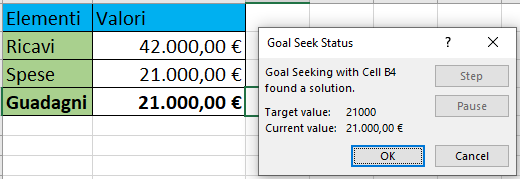 Elementi Valori
Ricavi 42.000,00 €
Spese 21.000,00 €
Guadagni 21.000,00 €
Goal Seek Status ? ×
Goal Seeking with Cell B4
found a solution.
Target value: 21000
Current value: 21.000,00 €
Step
Pause
OK Cancel